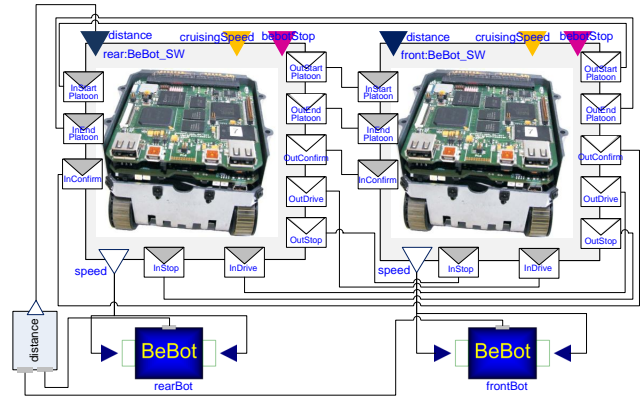 distance
cruisingSpeed
bebotStop
rear:BeBot_SW
InStart
Platoon
InEnd
Platoon
InConfirm
OutStart
Platoon
OutEnd
Platoon
OutConfirm
OutDrive
OutStop
speed
InStop
InDrive
distance
cruisingSpeed
bebotStop
front:BeBot_SW
InStart
Platoon
InEnd
Platoon
InConfirm
OutStart
Platoon
OutEnd
Platoon
OutConfirm
OutDrive
OutStop
speed
InStop
InDrive
distance
BeBot
rearBot
BeBot
frontBot